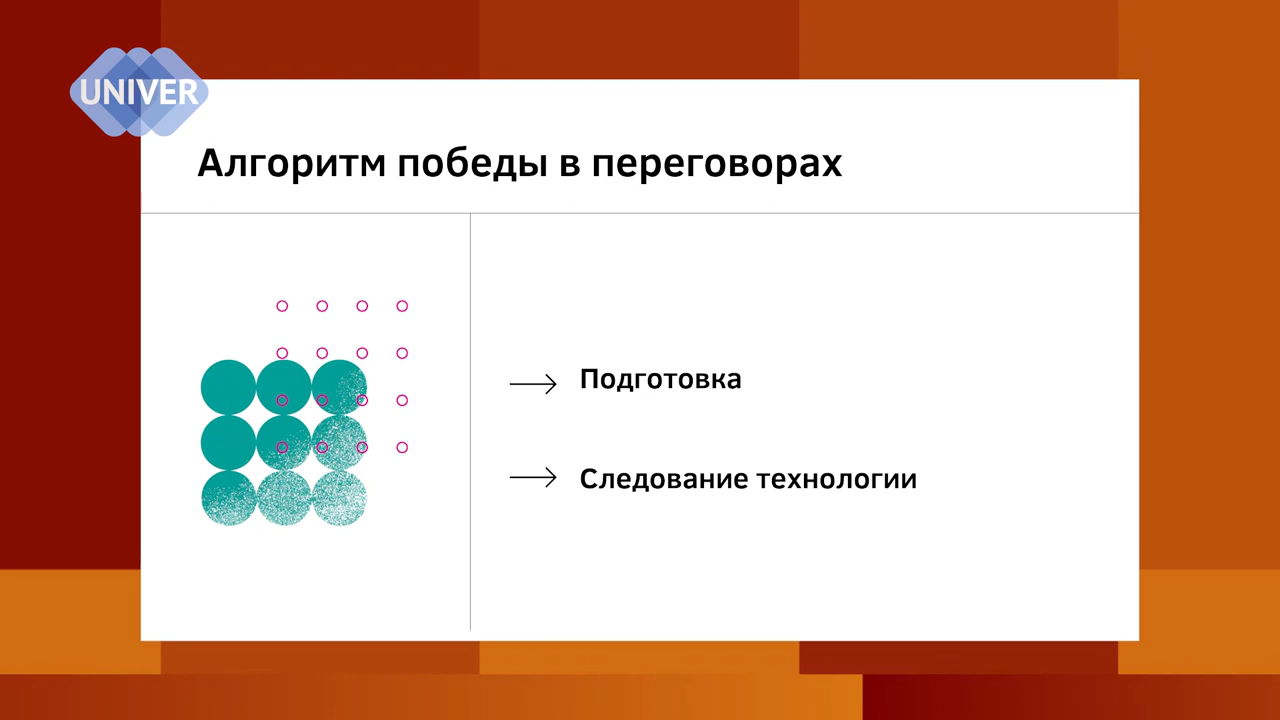 UNIVER
Алгоритм победы в переговорах
Подготовка
Следование технологии